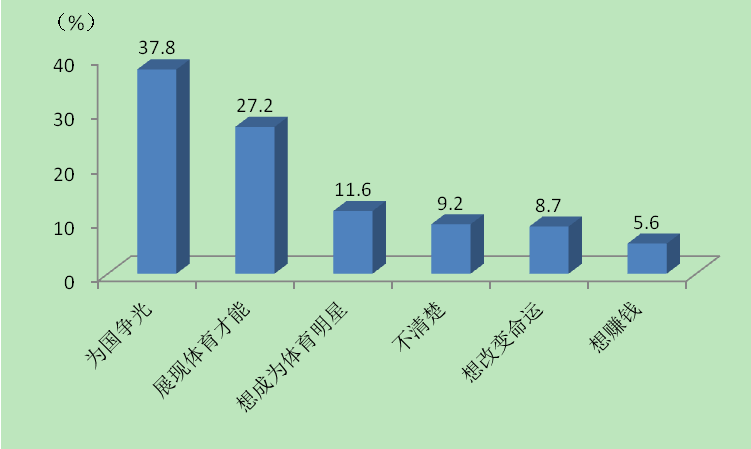 （%）
37.8
27.2
11.6
9.2
8.7
5.6
40
30
20
10
0
为国争光
展现体育才能
想成为体育明星
不清楚
想改变命运
想赚钱